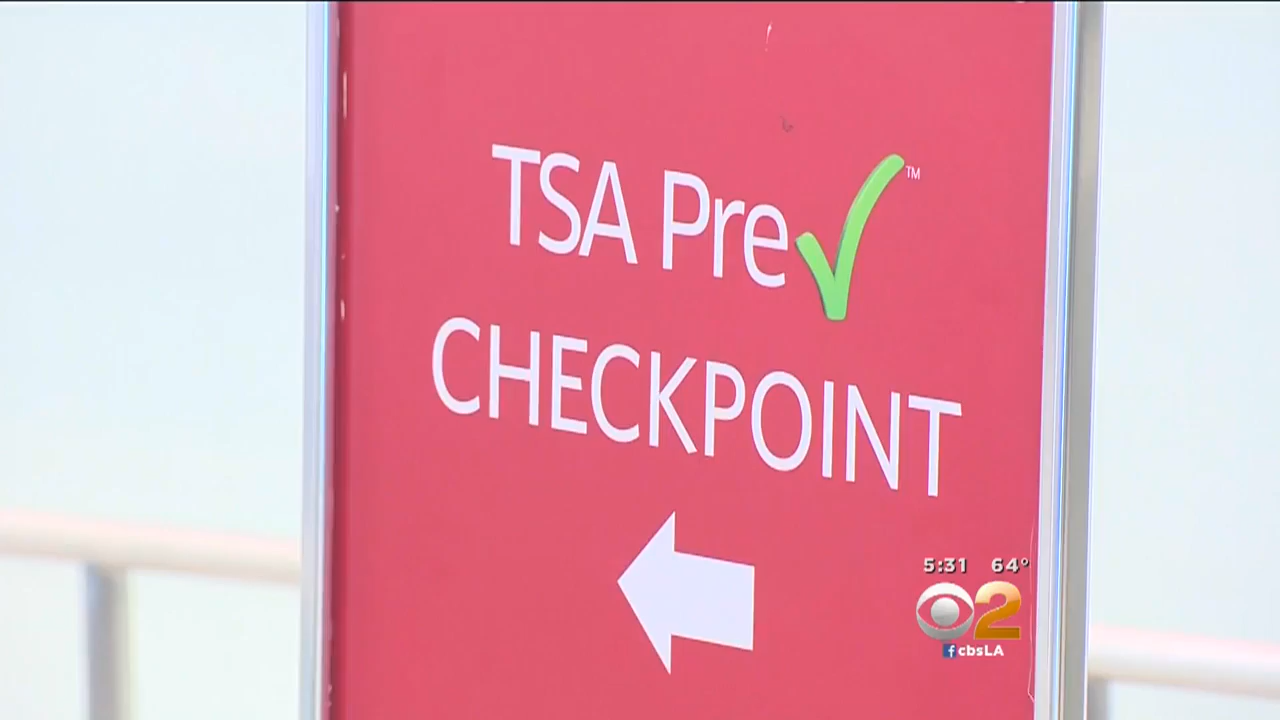 TSA Pre✓™
CHECKPOINT
5:31 64°
2
f cbsLA